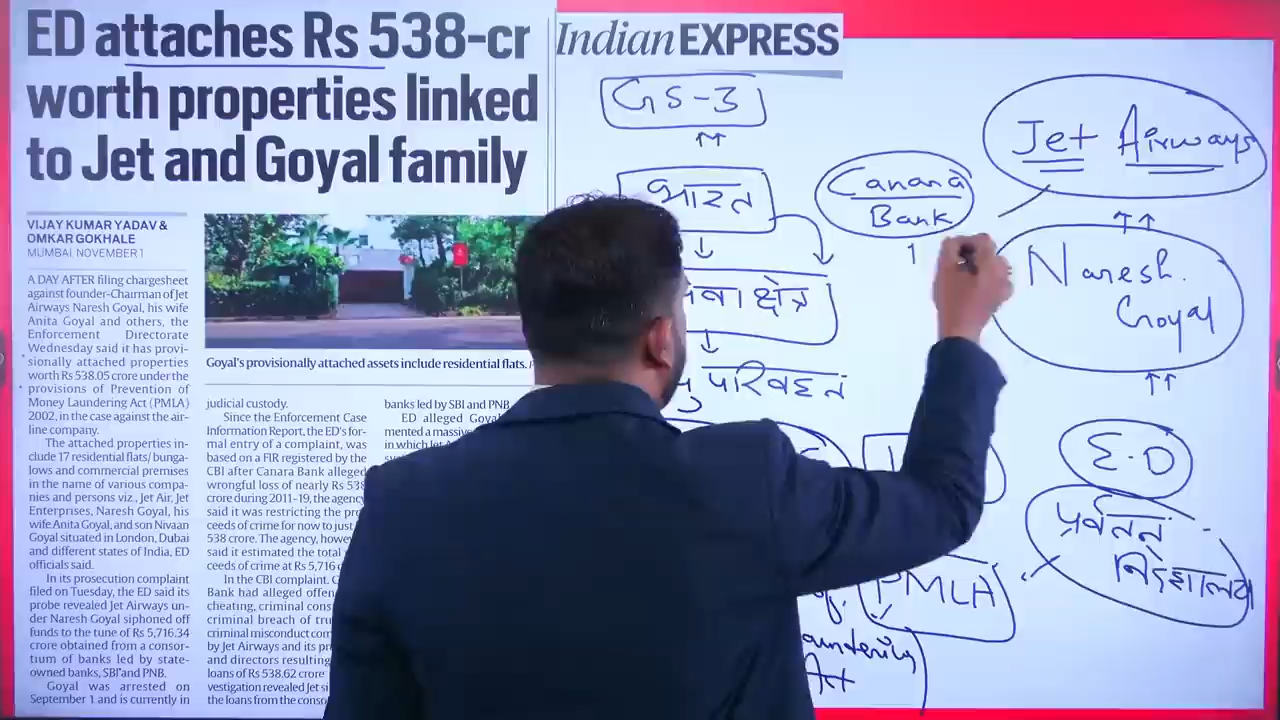 ED attaches Rs 538-cr
worth properties linked
to Jet and Goyal family
VIJAY KUMAR YADAV &
OMKAR GOKHALE
MUMBAI, NOVEMBER 1
A DAY AFTER filing chargesheet
against founder-Chairman of Jet
Airways Naresh Goyal, his wife
Anita Goyal and others, the
Enforcement Directorate
Wednesday said it has provi-
sionally attached properties
worth Rs 538.05 crore under the
provisions of Prevention of
Money Laundering Act (PMLA)
2002, in the case against the air-
line company.
The attached properties in-
clude 17 residential flats/ bunga-
lows and commercial premises
in the name of various compa-
nies and persons viz., Jet Air, Jet
Enterprises, Naresh Goyal, his
wife Anita Goyal, and son Nivaan
Goyal situated in London, Dubai
and different states of India, ED
officials said.
In its prosecution complaint
filed on Tuesday, the ED said its
probe revealed Jet Airways un-
der Naresh Goyal siphoned off
funds to the tune of Rs 5,716.34
crore obtained from a consor-
tium of banks led by state-
owned banks, SBI and PNB.
Goyal was arrested on
September 1 and is currently in
Goyal's provisionally attached assets include residential flats.
judicial custody.
Since the Enforcement Case
Information Report, the ED's for-
mal entry of a complaint, was
based on a FIR registered by the
CBI after Canara Bank alleged
wrongful loss of nearly Rs 538
crore during 2011-19, the agency
said it was restricting the pro
ceeds of crime for now to just
538 crore. The agency, howev
said it estimated the total
ceeds of crime at Rs 5,716
In the CBI complaint,
Bank had alleged offen
cheating, criminal cons
criminal breach of tru
criminal misconduct com
by Jet Airways and its pr
and directors resulting
loans of Rs 538.62 crore
vestigation revealed Jet si
the loans from the conso
banks led by SBI and PNB.
ED alleged Goyal
mented a massive
in which Jet
Indian EXPRESS
GS-3
भारत
क्षेत्र
परिवहन
Canara
Bank
Jet Airways
Naresh
Goyal
E.D
प्रर्वतन
निदेशालय
PMLA
of
Act